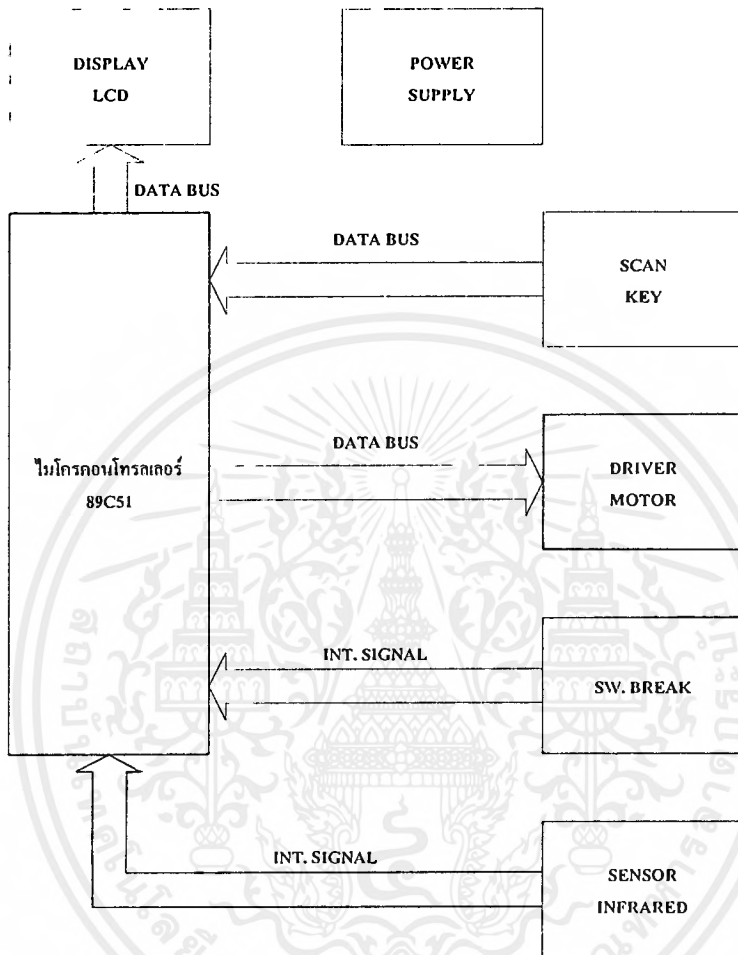 DISPLAY
LCD
POWER
SUPPLY
DATA BUS
DATA BUS
SCAN
KEY
ไมโครคอนโทรลเลอร์
89C51
DATA BUS
DRIVER
MOTOR
INT. SIGNAL
SW. BREAK
INT. SIGNAL
SENSOR
INFRARED